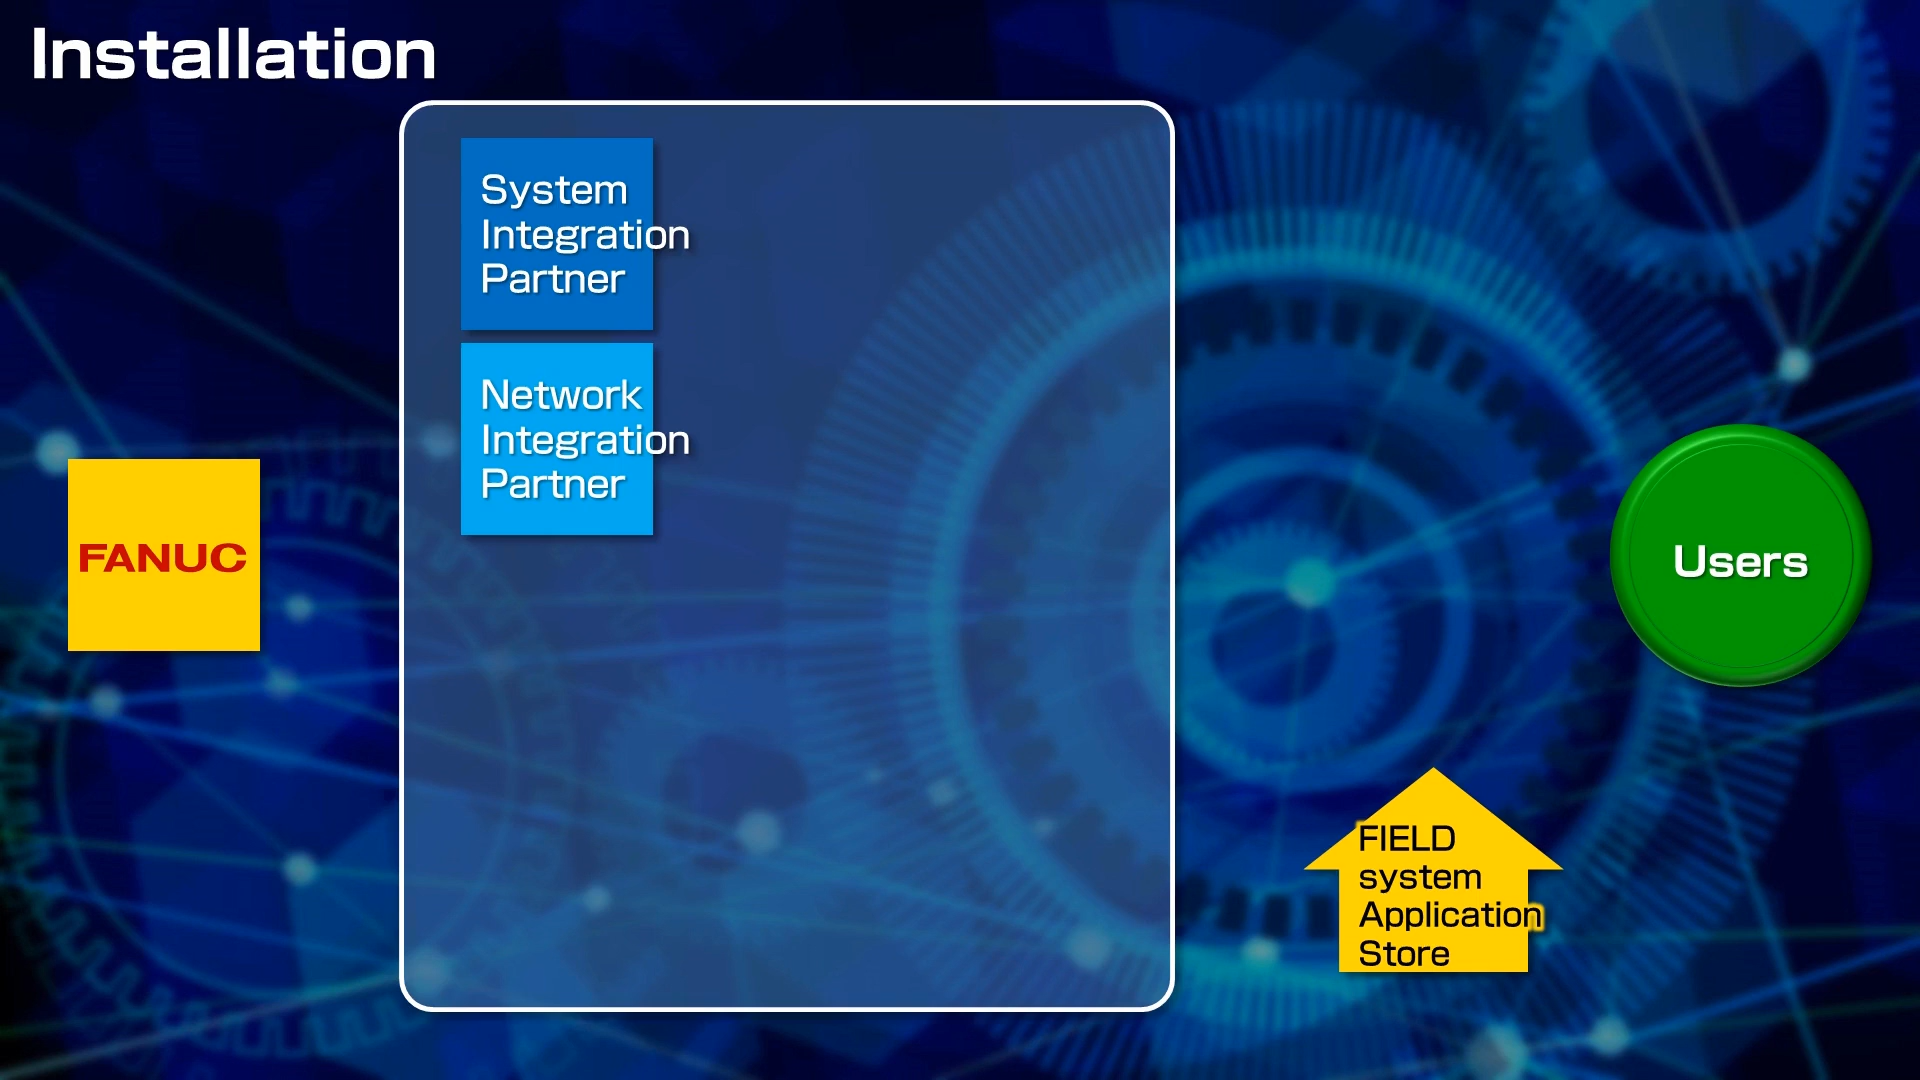 Installation
System
Integration
Partner
Network
Integration
Partner
FANUC
Users
FIELD
system
Application
Store